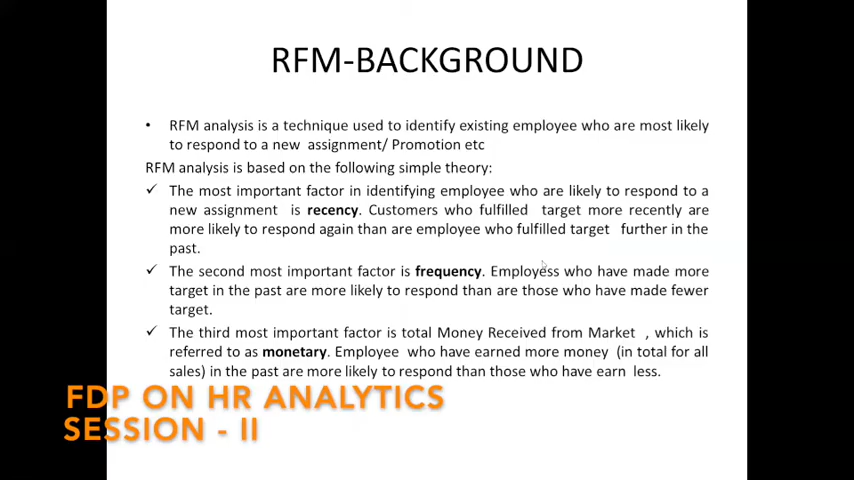 RFM-BACKGROUND
• RFM analysis is a technique used to identify existing employee who are most likely
to respond to a new assignment/ Promotion etc
RFM analysis is based on the following simple theory:
✓ The most important factor in identifying employee who are likely to respond to a
new assignment is recency. Customers who fulfilled target more recently are
more likely to respond again than are employee who fulfilled target further in the
past.
✓ The second most important factor is frequency. Employess who have made more
target in the past are more likely to respond than are those who have made fewer
target.
✓ The third most important factor is total Money Received from Market , which is
referred to as monetary. Employee who have earned more money (in total for all
sales) in the past are more likely to respond than those who have earn less.
FDP ON HR ANALYTICS
SESSION - II